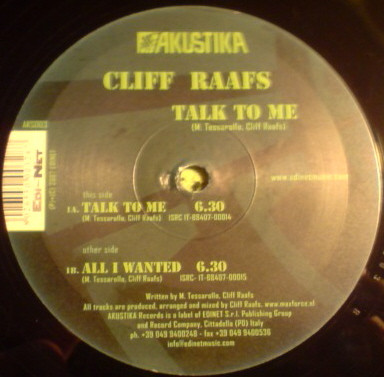 AKUSTIKA
CLIFF RAAFS
TALK TO ME
(M. Tessarollo, Cliff Raafs)
EDI-NET
this side
1A. TALK TO ME 6.30
(M. Tessarollo, Cliff Raafs) ISRC IT-B8407-00014
other side
1B. ALL I WANTED 6.30
(M. Tessarollo, Cliff Raafs) ISRC- IT-B8407-00015
Written by M. Tessarollo, Cliff Raafs
All tracks are produced, arranged and mixed by Cliff Raafs. www.maxforce.nl
AKUSTIKA Records is a label of EDINET S.r.l. Publishing Group
and Record Company, Cittadella (PD) Italy
ph. +39 049 9400248 - fax +39 049 9400538
info@edinetmusic.com